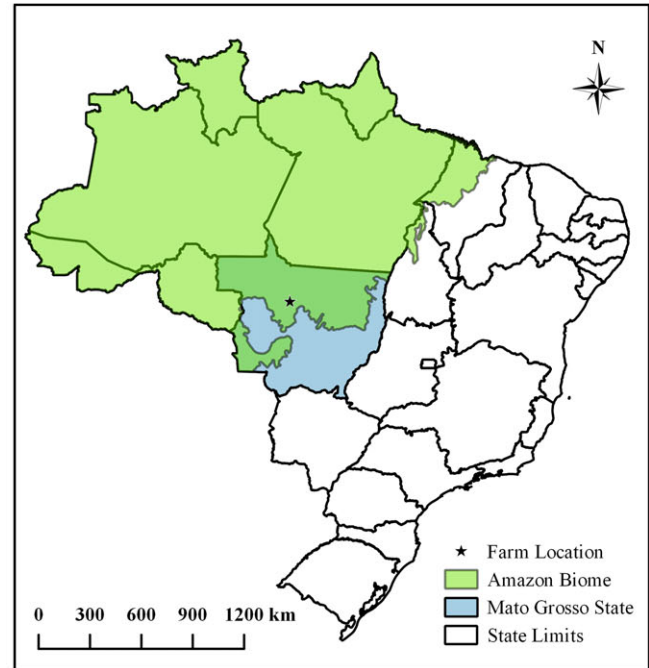 N
Farm Location
Amazon Biome
0 300 600 900 1200 km
Mato Grosso State
State Limits